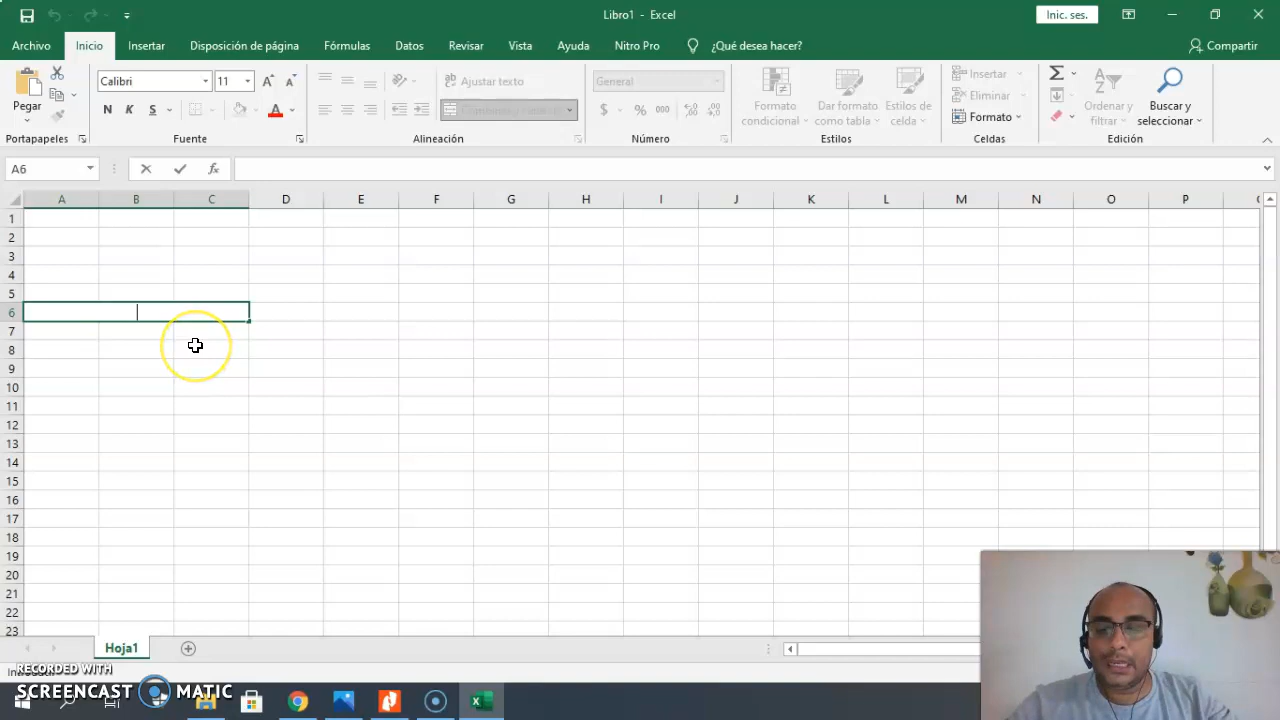 Libro1 - Excel
Inic. ses.
Archivo Inicio Insertar Disposición de página Fórmulas Datos Revisar Vista Ayuda Nitro Pro ¿Qué desea hacer? Compartir
Pegar
Calibri 11
N K S
Ajustar texto
General
$ % 000
Formato condicional
Dar formato como tabla
Estilos de celda
Insertar
Eliminar
Formato
Ordenar y filtrar
Buscar y seleccionar
Portapapeles Fuente Alineación Número Estilos Celdas Edición
A6 fx
A B C D E F G H I J K L M N O P
1
2
3
4
5
6
7
8
9
10
11
12
13
14
15
16
17
18
19
20
21
22
23
Hoja1
RECORDED WITH
SCREENCAST MATIC